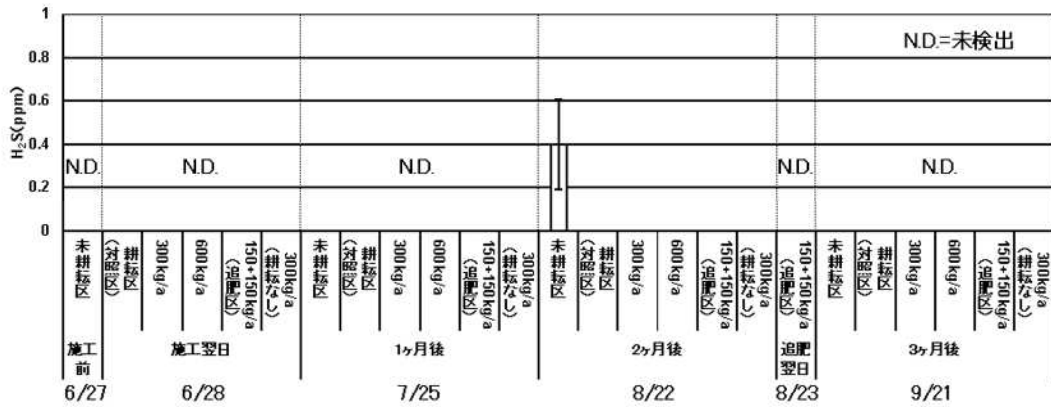 1
0.8
0.6
0.4
0.2
0
H₂S(ppm)
N.D.=未検出
N.D.
N.D.
N.D.
N.D.
N.D.
未耕耘区
耕耘区
(対照区)
300kg/a
600kg/a
150+150kg/a
(追肥区)
300kg/a
(耕耘なし)
未耕耘区
耕耘区
(対照区)
300kg/a
600kg/a
150+150kg/a
(追肥区)
300kg/a
(耕耘なし)
未耕耘区
耕耘区
(対照区)
300kg/a
600kg/a
150+150kg/a
(追肥区)
300kg/a
(耕耘なし)
150+150kg/a
(追肥区)
未耕耘区
耕耘区
(対照区)
300kg/a
600kg/a
150+150kg/a
(追肥区)
300kg/a
(耕耘なし)
施工
前
施工翌日
1ヶ月後
2ヶ月後
追肥
翌日
3ヶ月後
6/27
6/28
7/25
8/22
8/23
9/21